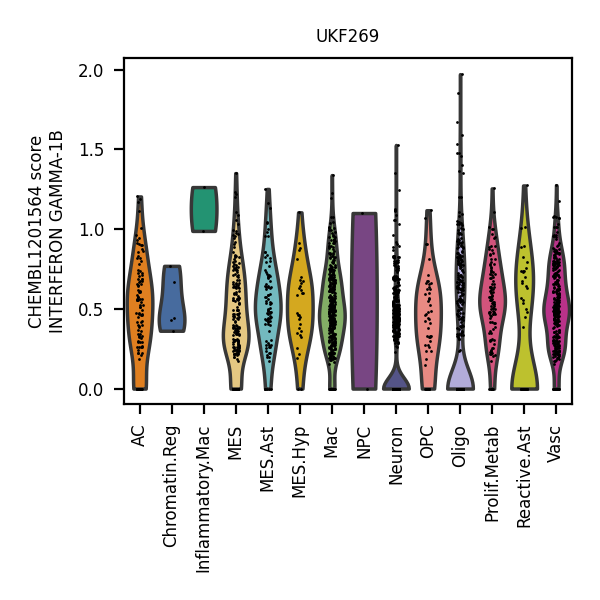 UKF269
CHEMBL1201564 score
INTERFERON GAMMA-1B
2.0
1.5
1.0
0.5
0.0
AC
Chromatin.Reg
Inflammatory.Mac
MES
MES.Ast
MES.Hyp
Mac
NPC
Neuron
OPC
Oligo
Prolif.Metab
Reactive.Ast
Vasc